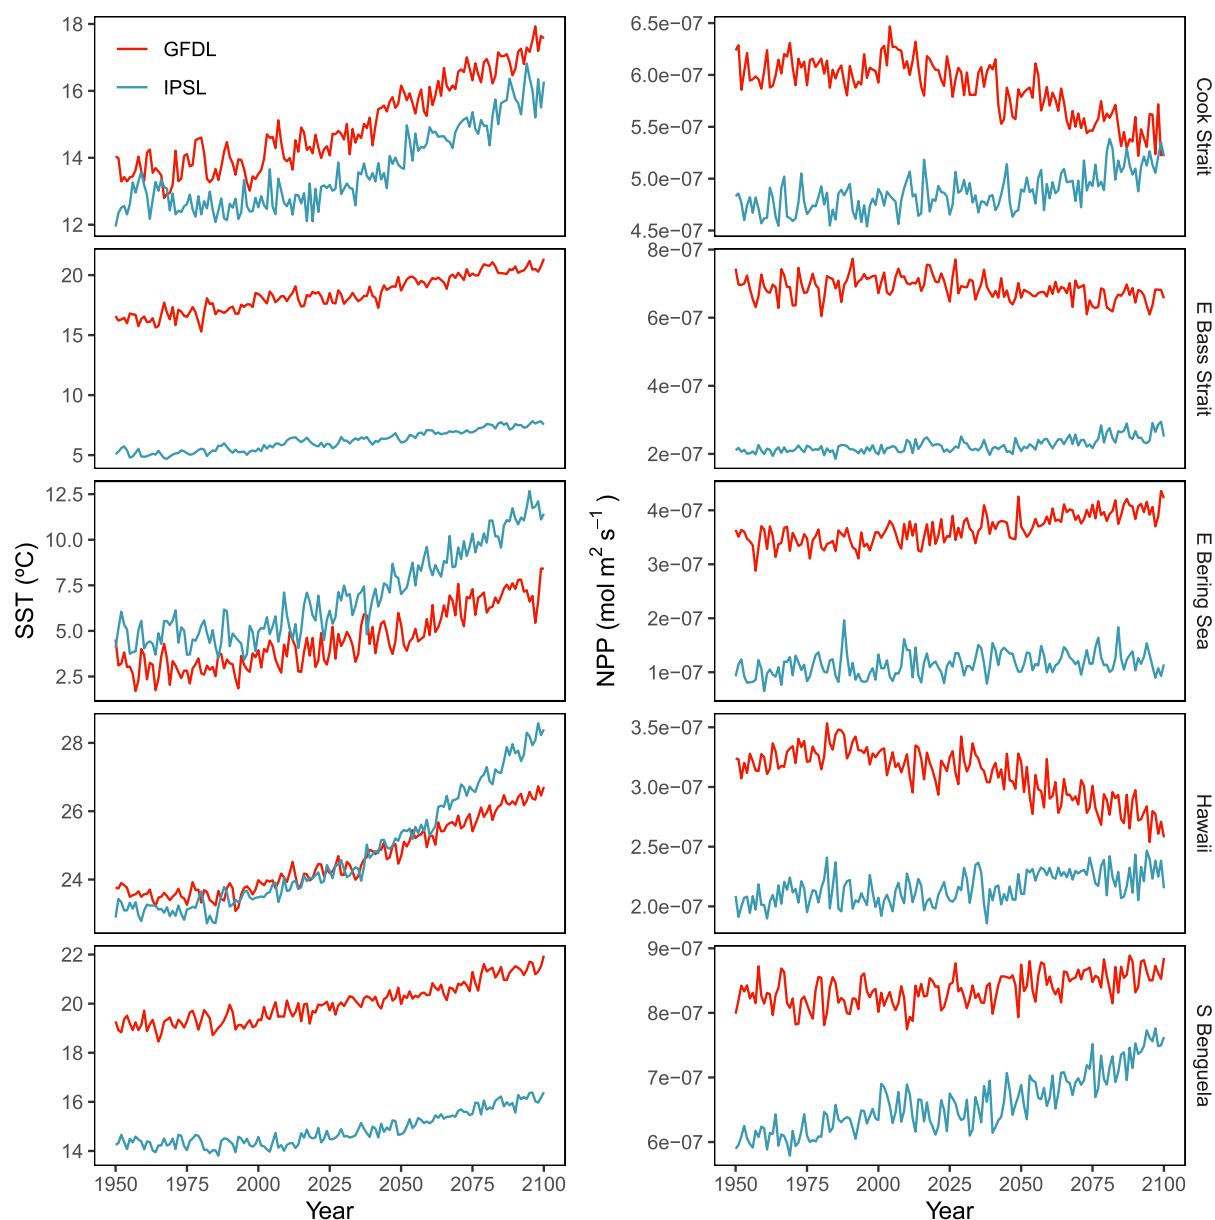 GFDL
IPSL
18
16
14
12
6.5e−07
6.0e−07
5.5e−07
5.0e−07
4.5e−07
Cook Strait
20
15
10
5
8e−07
6e−07
4e−07
2e−07
E Bass Strait
SST (ºC)
12.5
10.0
7.5
5.0
2.5
NPP (mol m² s⁻¹ )
4e−07
3e−07
2e−07
1e−07
E Bering Sea
28
26
24
3.5e−07
3.0e−07
2.5e−07
2.0e−07
Hawaii
22
20
18
16
14
9e−07
8e−07
7e−07
6e−07
S Benguela
1950 1975 2000 2025 2050 2075 2100
1950 1975 2000 2025 2050 2075 2100
Year
Year